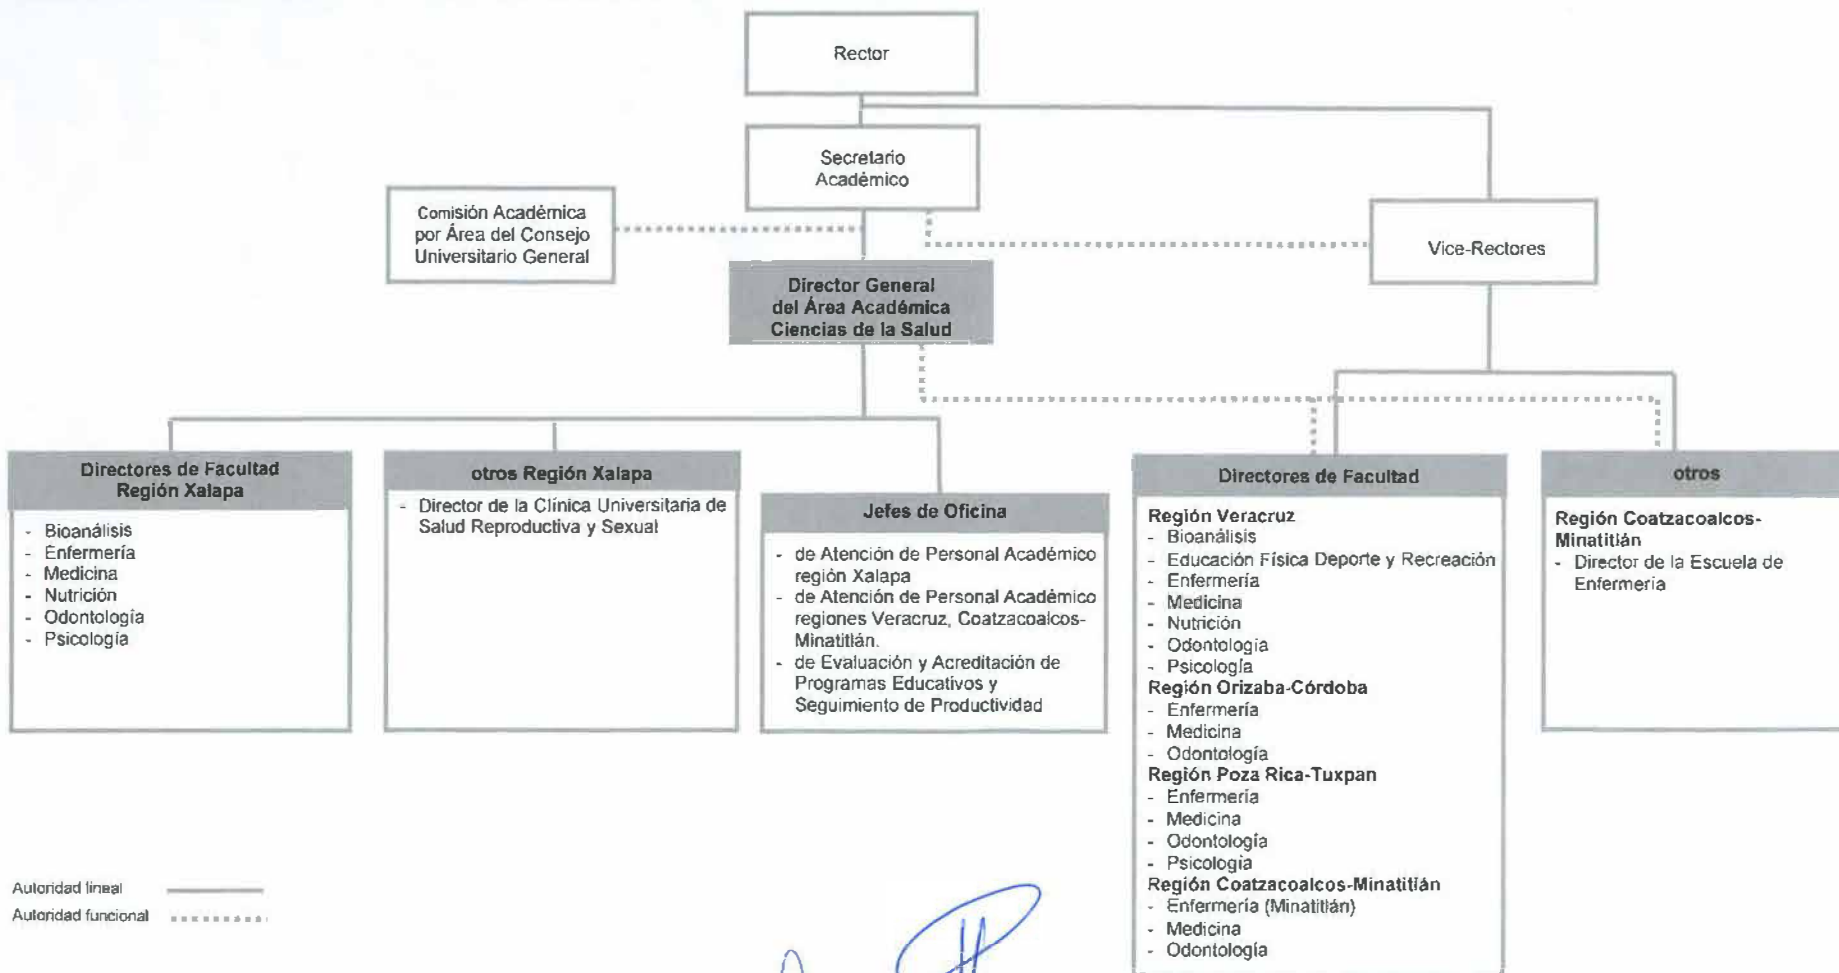 Rector
Secretario
Académico
Comisión Académica
por Área del Consejo
Universitario General
Vice-Rectores
Director General
del Área Académica
Ciencias de la Salud
Directores de Facultad
Región Xalapa
- Bioanálisis
- Enfermería
- Medicina
- Nutrición
- Odontología
- Psicología
otros Región Xalapa
- Director de la Clínica Universitaria de
Salud Reproductiva y Sexual
Jefes de Oficina
- de Atención de Personal Académico
región Xalapa
- de Atención de Personal Académico
regiones Veracruz, Coatzacoalcos-
Minatitlán.
- de Evaluación y Acreditación de
Programas Educativos y
Seguimiento de Productividad
Directores de Facultad
Región Veracruz
- Bioanálisis
- Educación Física Deporte y Recreación
- Enfermería
- Medicina
- Nutrición
- Odontología
- Psicología
Región Orizaba-Córdoba
- Enfermería
- Medicina
- Odontología
Región Poza Rica-Tuxpan
- Enfermería
- Medicina
- Odontología
- Psicología
Región Coatzacoalcos-Minatitlán
- Enfermería (Minatitlán)
- Medicina
- Odontología
otros
Región Coatzacoalcos-
Minatitlán
- Director de la Escuela de
Enfermería
Autoridad lineal
Autoridad funcional